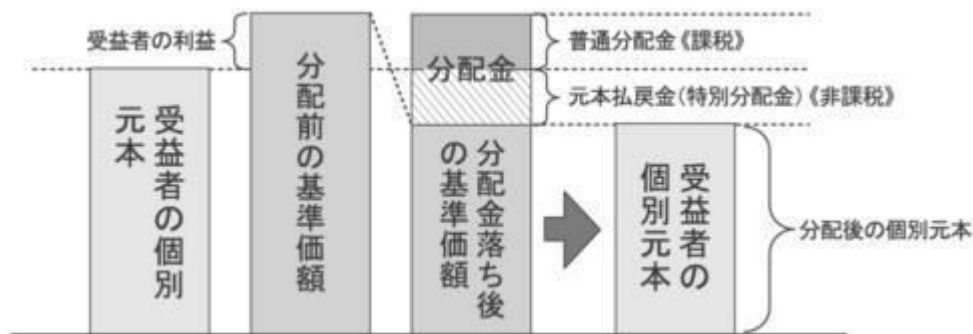 受益者の利益
受益者の個別
元本
分配前の基準価額
分配金
分配金落ち後
の基準価額
普通分配金《課税》
元本払戻金(特別分配金)《非課税》
受益者の
個別元本
分配後の個別元本